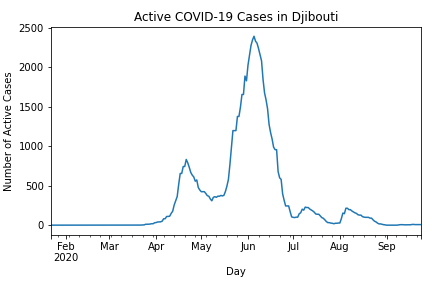 Active COVID-19 Cases in Djibouti
Number of Active Cases
2500
2000
1500
1000
500
0
Feb Mar Apr May Jun Jul Aug Sep
2020
Day